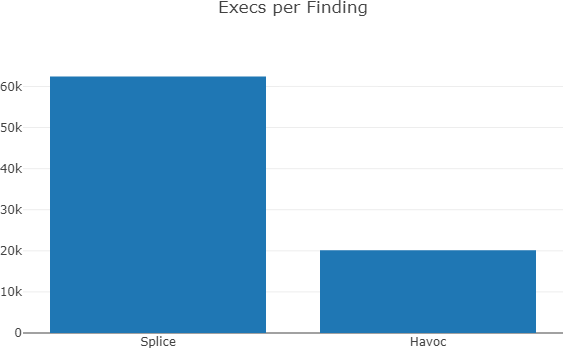 Execs per Finding
60k
50k
40k
30k
20k
10k
0
Splice Havoc